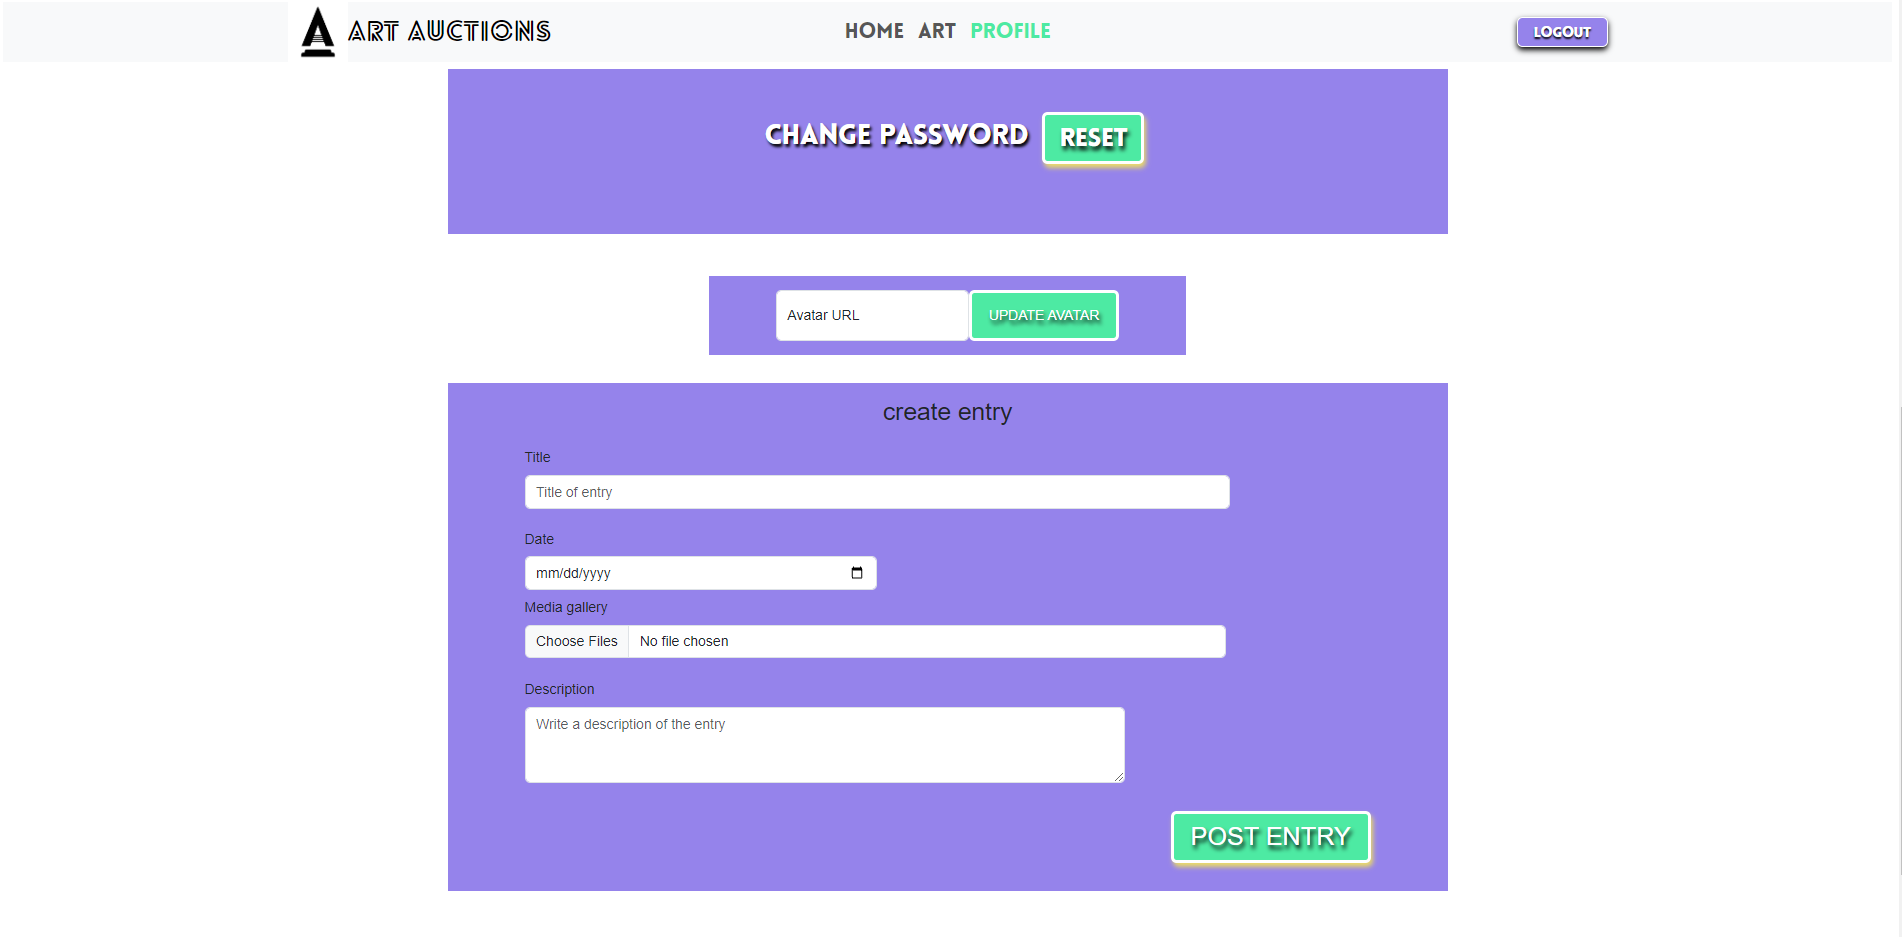 ART AUCTIONS HOME ART PROFILE LOGOUT
CHANGE PASSWORD RESET
Avatar URL UPDATE AVATAR
create entry
Title
Title of entry
Date
mm/dd/yyyy
Media gallery
Choose Files No file chosen
Description
Write a description of the entry
POST ENTRY